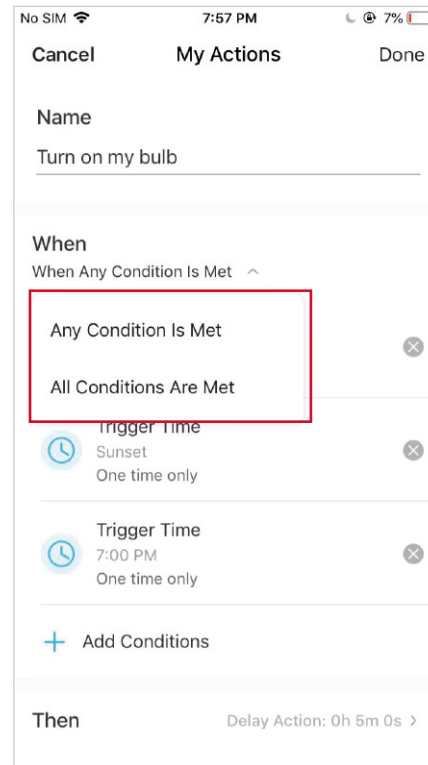 No SIM 7:57 PM 7%
Cancel My Actions Done
Name
Turn on my bulb
When
When Any Condition Is Met
Any Condition Is Met
All Conditions Are Met
Trigger Time
Sunset
One time only
Trigger Time
7:00 PM
One time only
+ Add Conditions
Then Delay Action: 0h 5m 0s >